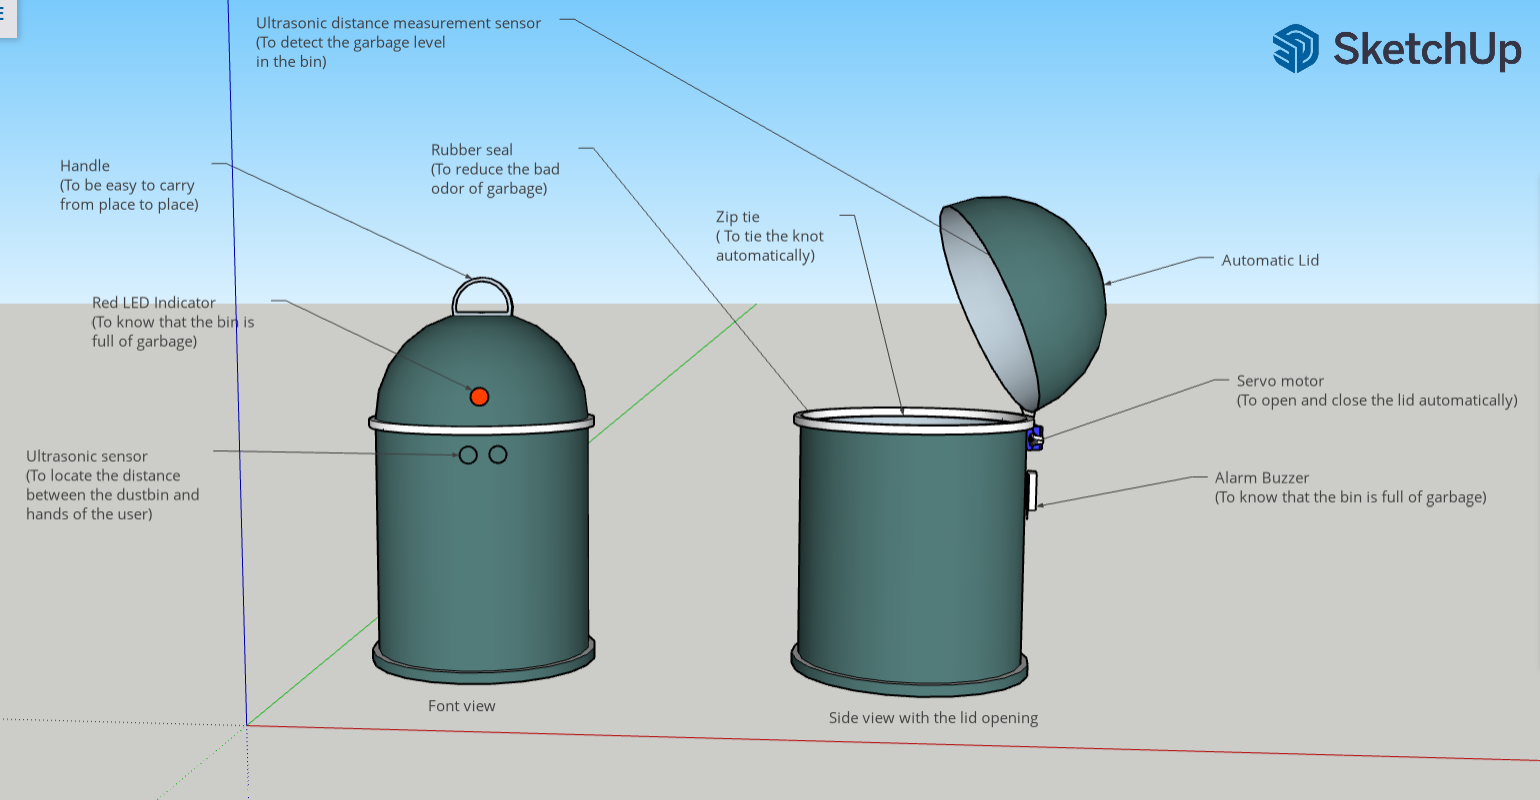 Ultrasonic distance measurement sensor
(To detect the garbage level
in the bin)
SketchUp
Rubber seal
(To reduce the bad
odor of garbage)
Handle
(To be easy to carry
from place to place)
Zip tie
( To tie the knot
automatically)
Automatic Lid
Red LED Indicator
(To know that the bin is
full of garbage)
Servo motor
(To open and close the lid automatically)
Ultrasonic sensor
(To locate the distance
between the dustbin and
hands of the user)
Alarm Buzzer
(To know that the bin is full of garbage)
Font view
Side view with the lid opening